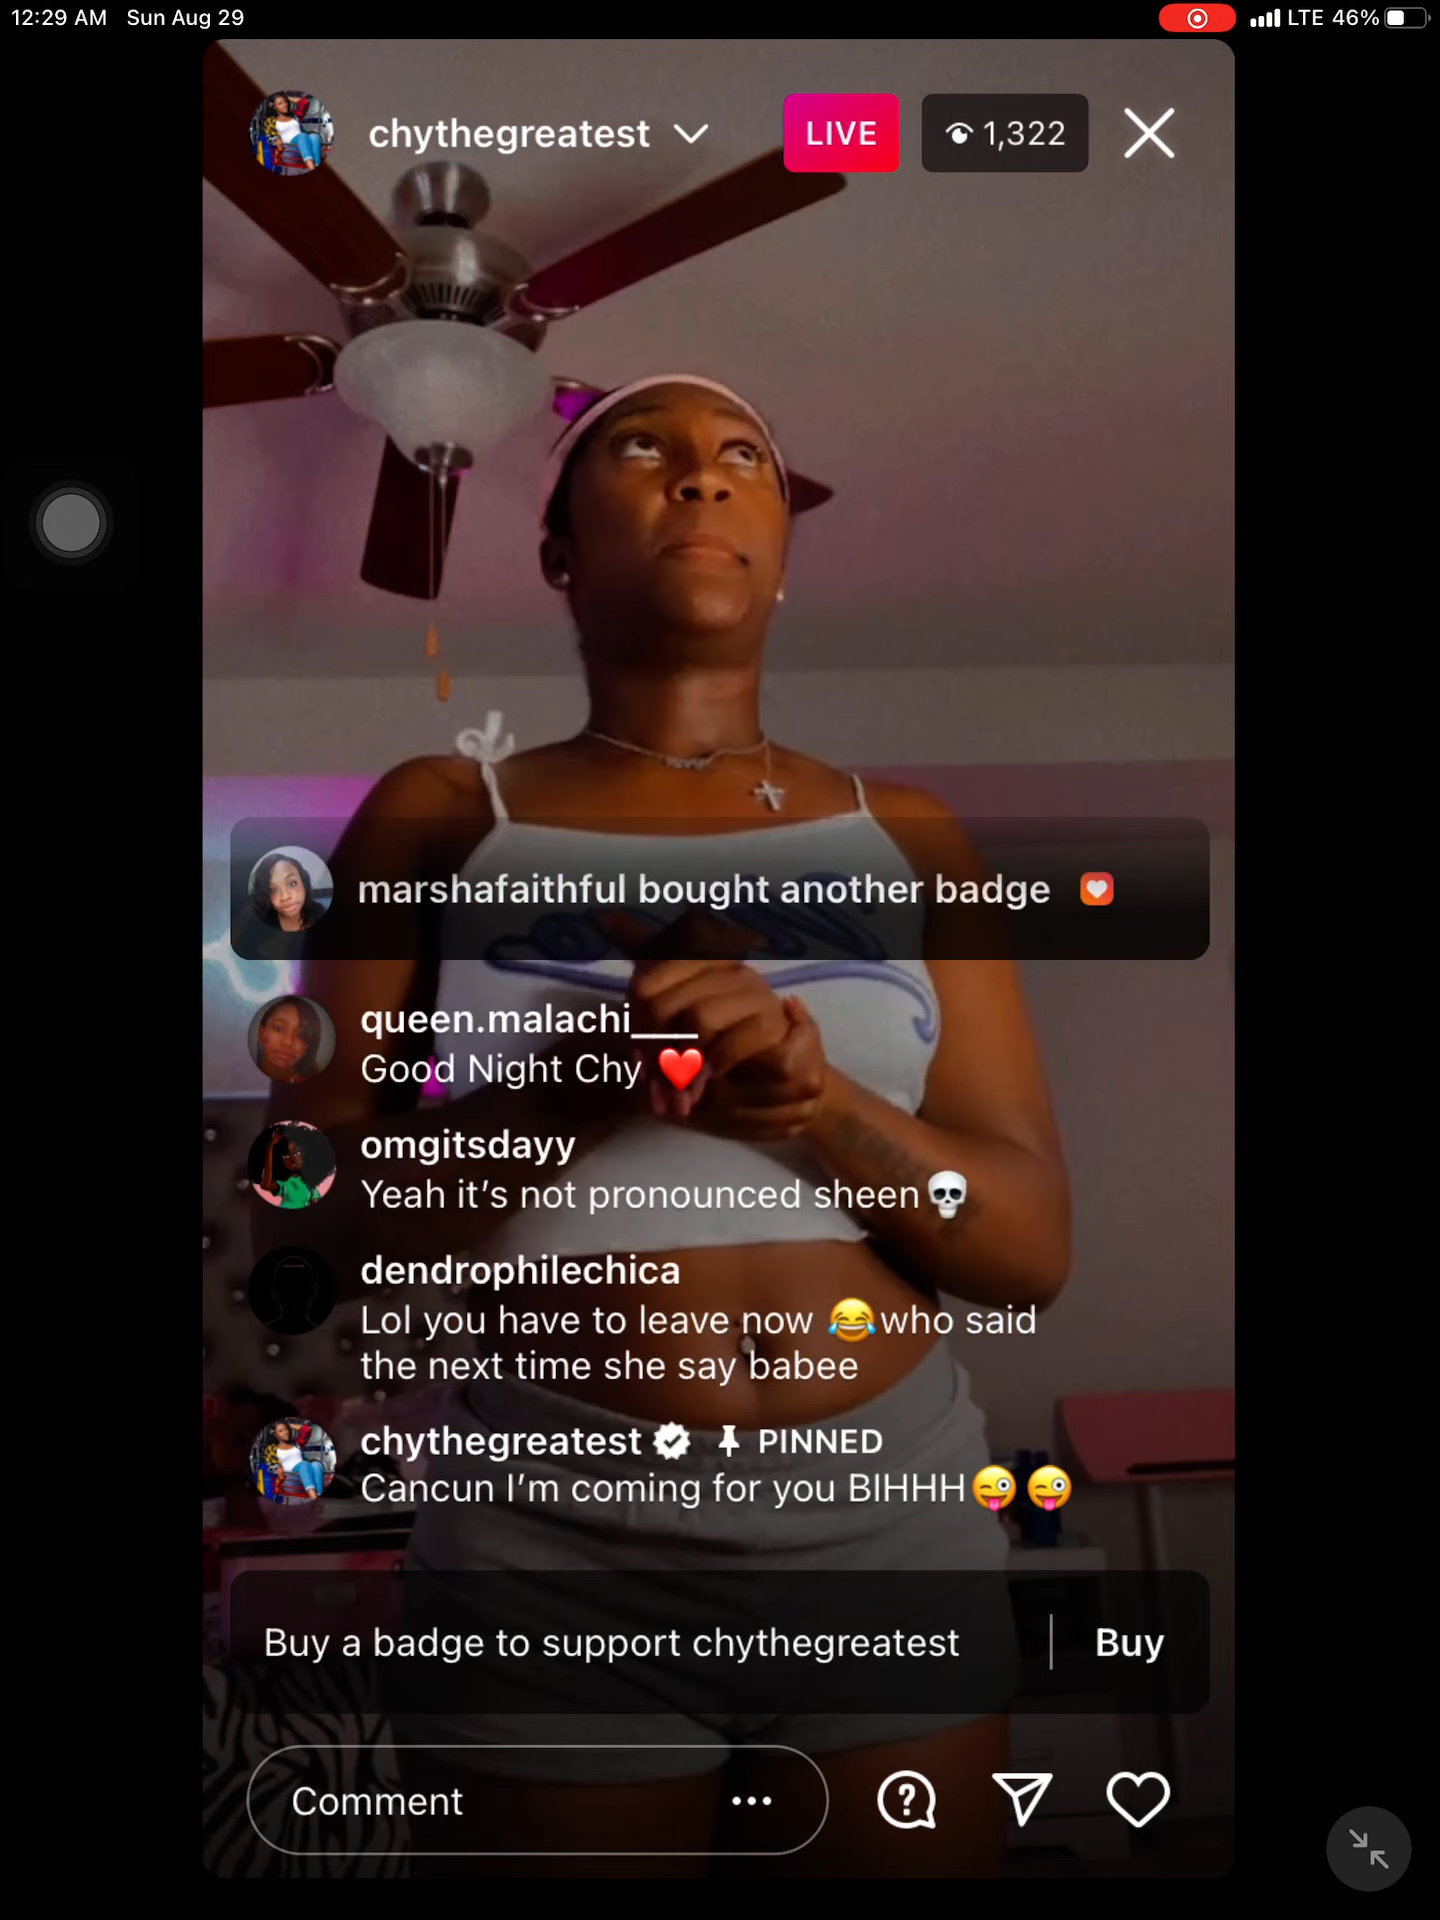 12:29 AM Sun Aug 29
LTE 46%
chythegreatest
LIVE
1,322
marshafaithful bought another badge
queen.malachi___
Good Night Chy ❤️
omgitsdayy
Yeah it’s not pronounced sheen💀
dendrophilechica
Lol you have to leave now 😂who said
the next time she say babee
chythegreatest PINNED
Cancun I’m coming for you BIHHH😜😜
Buy a badge to support chythegreatest | Buy
Comment ...